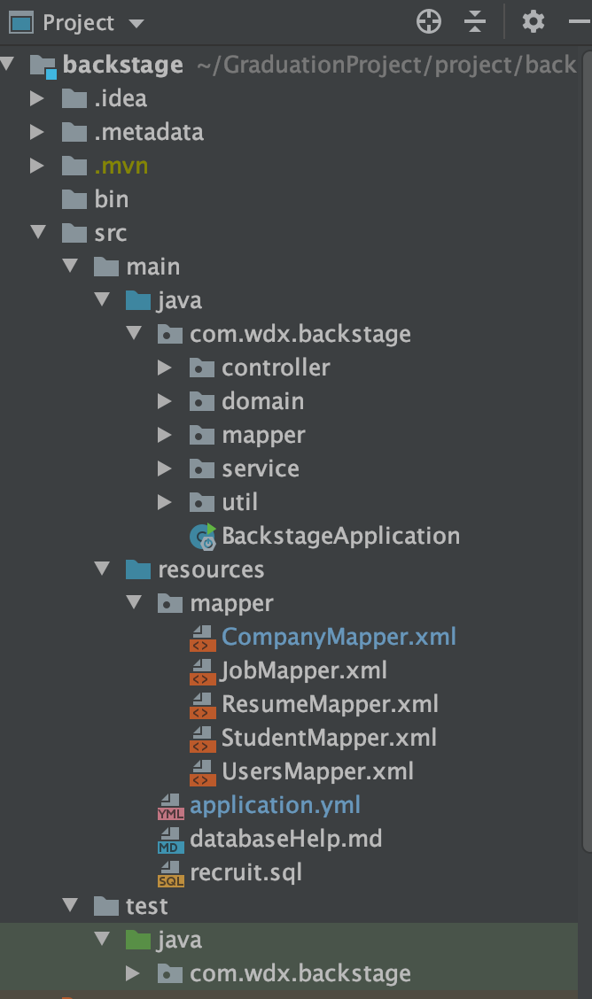 Project
backstage ~/GraduationProject/project/back
.idea
.metadata
.mvn
bin
src
main
java
com.wdx.backstage
controller
domain
mapper
service
util
BackstageApplication
resources
mapper
<> CompanyMapper.xml
<> JobMapper.xml
<> ResumeMapper.xml
<> StudentMapper.xml
<> UsersMapper.xml
YML application.yml
MD databaseHelp.md
SQL recruit.sql
test
java
com.wdx.backstage